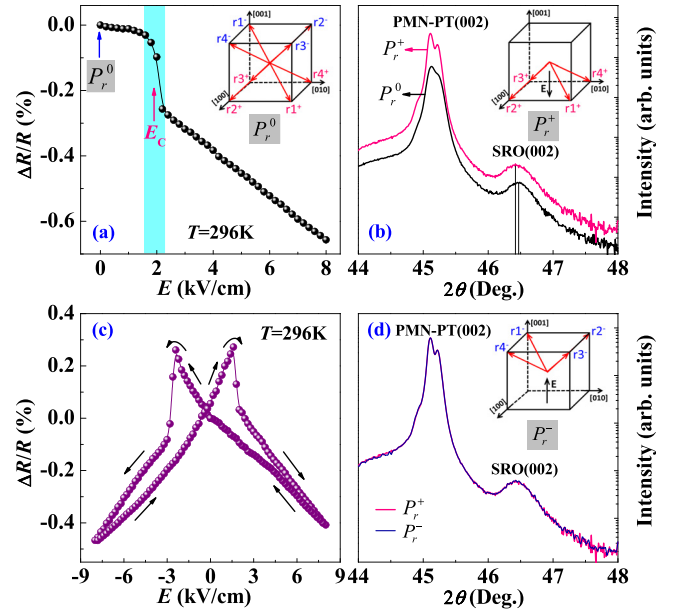 0.0
-0.2
-0.4
-0.6
ΔR/R (%)
P_r^0
E_C
(a)
T=296K
0 2 4 6 8
E (kV/cm)
[001]
r1⁻ r2⁻
r4⁻ r3⁻
r3⁺ r4⁺
[100] [010]
r2⁺ r1⁺
P_r^0
PMN-PT(002)
P_r^+
P_r^0
SRO(002)
(b)
[001]
r3⁺ r4⁺
E
[100] [010]
r2⁺ r1⁺
P_r^+
44 45 46 47 48
2θ (Deg.)
Intensity (arb. units)
0.4
0.2
0.0
-0.2
-0.4
ΔR/R (%)
(c)
T=296K
-9 -6 -3 0 3 6 9
E (kV/cm)
PMN-PT(002)
(d)
[001]
r1⁻ r2⁻
r4⁻ r3⁻
E
[100] [010]
P_r^−
SRO(002)
P_r^+
P_r^−
44 45 46 47 48
2θ (Deg.)
Intensity (arb. units)